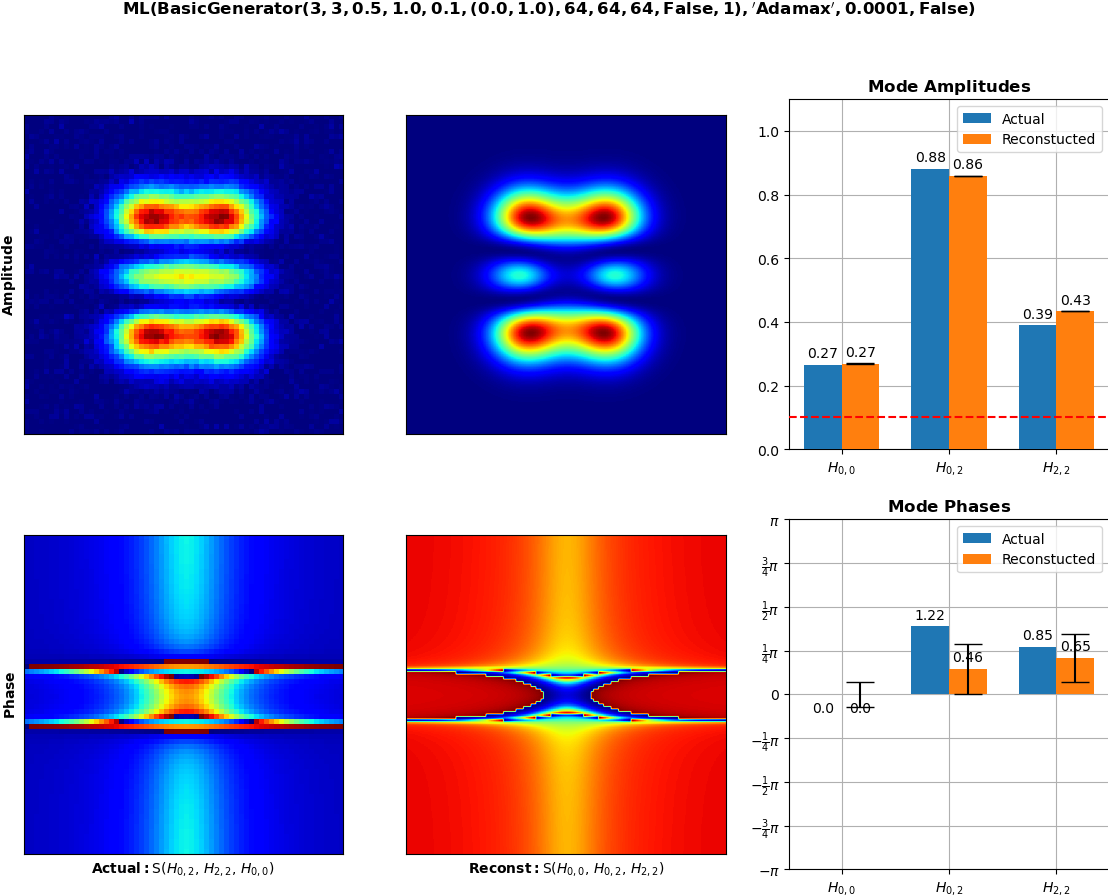 ML(BasicGenerator(3, 3, 0.5, 1.0, 0.1, (0.0, 1.0), 64, 64, 64, False, 1), ′Adamax′, 0.0001, False)
Amplitude
Mode Amplitudes
Actual
Reconstucted
1.0
0.8
0.6
0.4
0.2
0.0
0.27
0.27
0.88
0.86
0.39
0.43
H0,0
H0,2
H2,2
Phase
Actual: S(H0,2, H2,2, H0,0)
Reconst: S(H0,0, H0,2, H2,2)
Mode Phases
Actual
Reconstucted
π
3/4π
1/2π
1/4π
0
−1/4π
−1/2π
−3/4π
−π
0.0
0.0
1.22
0.46
0.85
0.65
H0,0
H0,2
H2,2